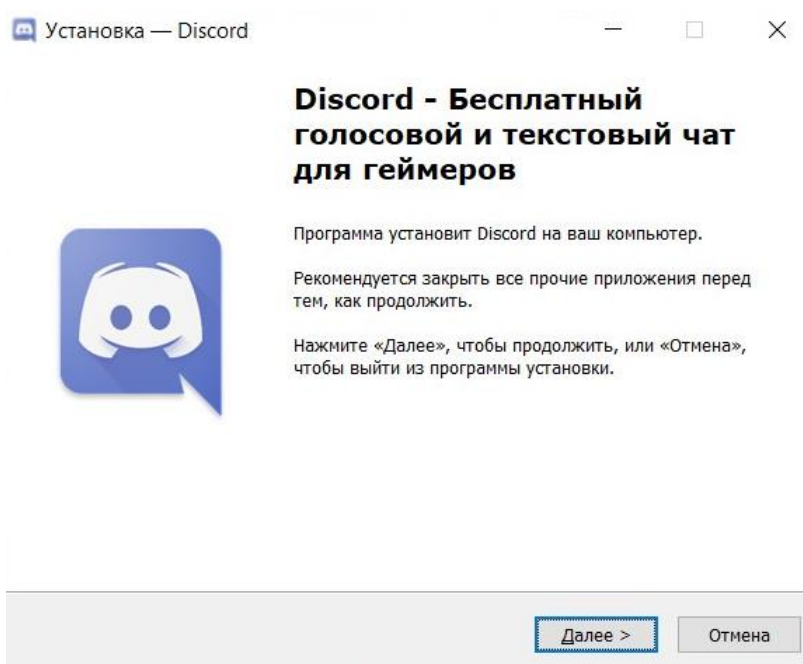 Установка — Discord
Discord - Бесплатный
голосовой и текстовый чат
для геймеров
Программа установит Discord на ваш компьютер.
Рекомендуется закрыть все прочие приложения перед
тем, как продолжить.
Нажмите «Далее», чтобы продолжить, или «Отмена»,
чтобы выйти из программы установки.
Далее > Отмена